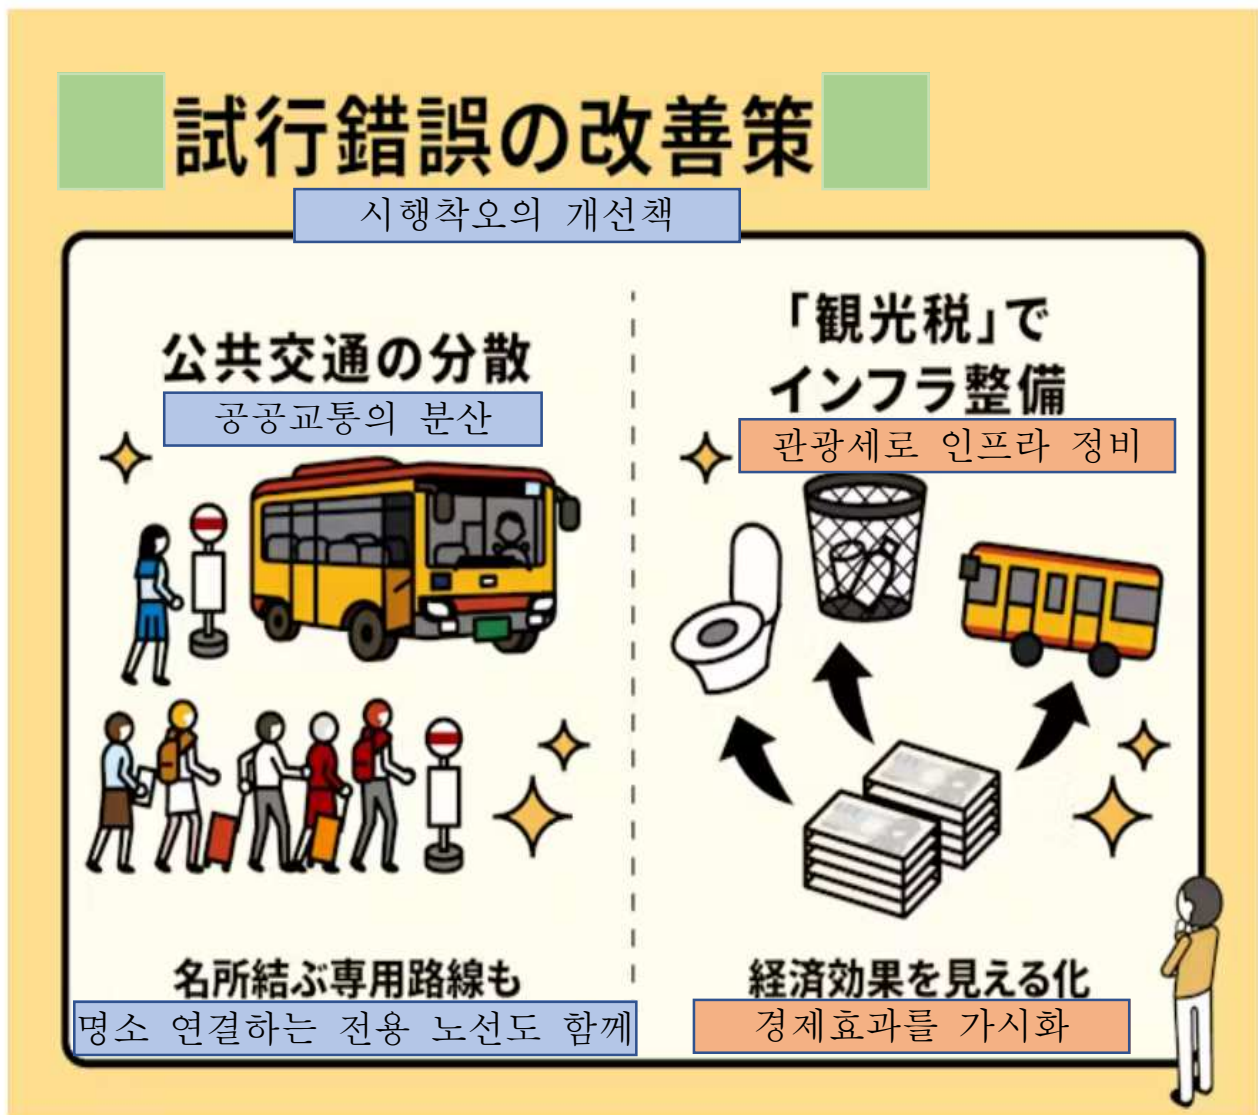 試行錯誤の改善策
시행착오의 개선책
公共交通の分散
공공교통의 분산
「観光税」で
インフラ整備
관광세로 인프라 정비
名所結ぶ専用路線も
명소 연결하는 전용 노선도 함께
経済効果を見える化
경제효과를 가시화